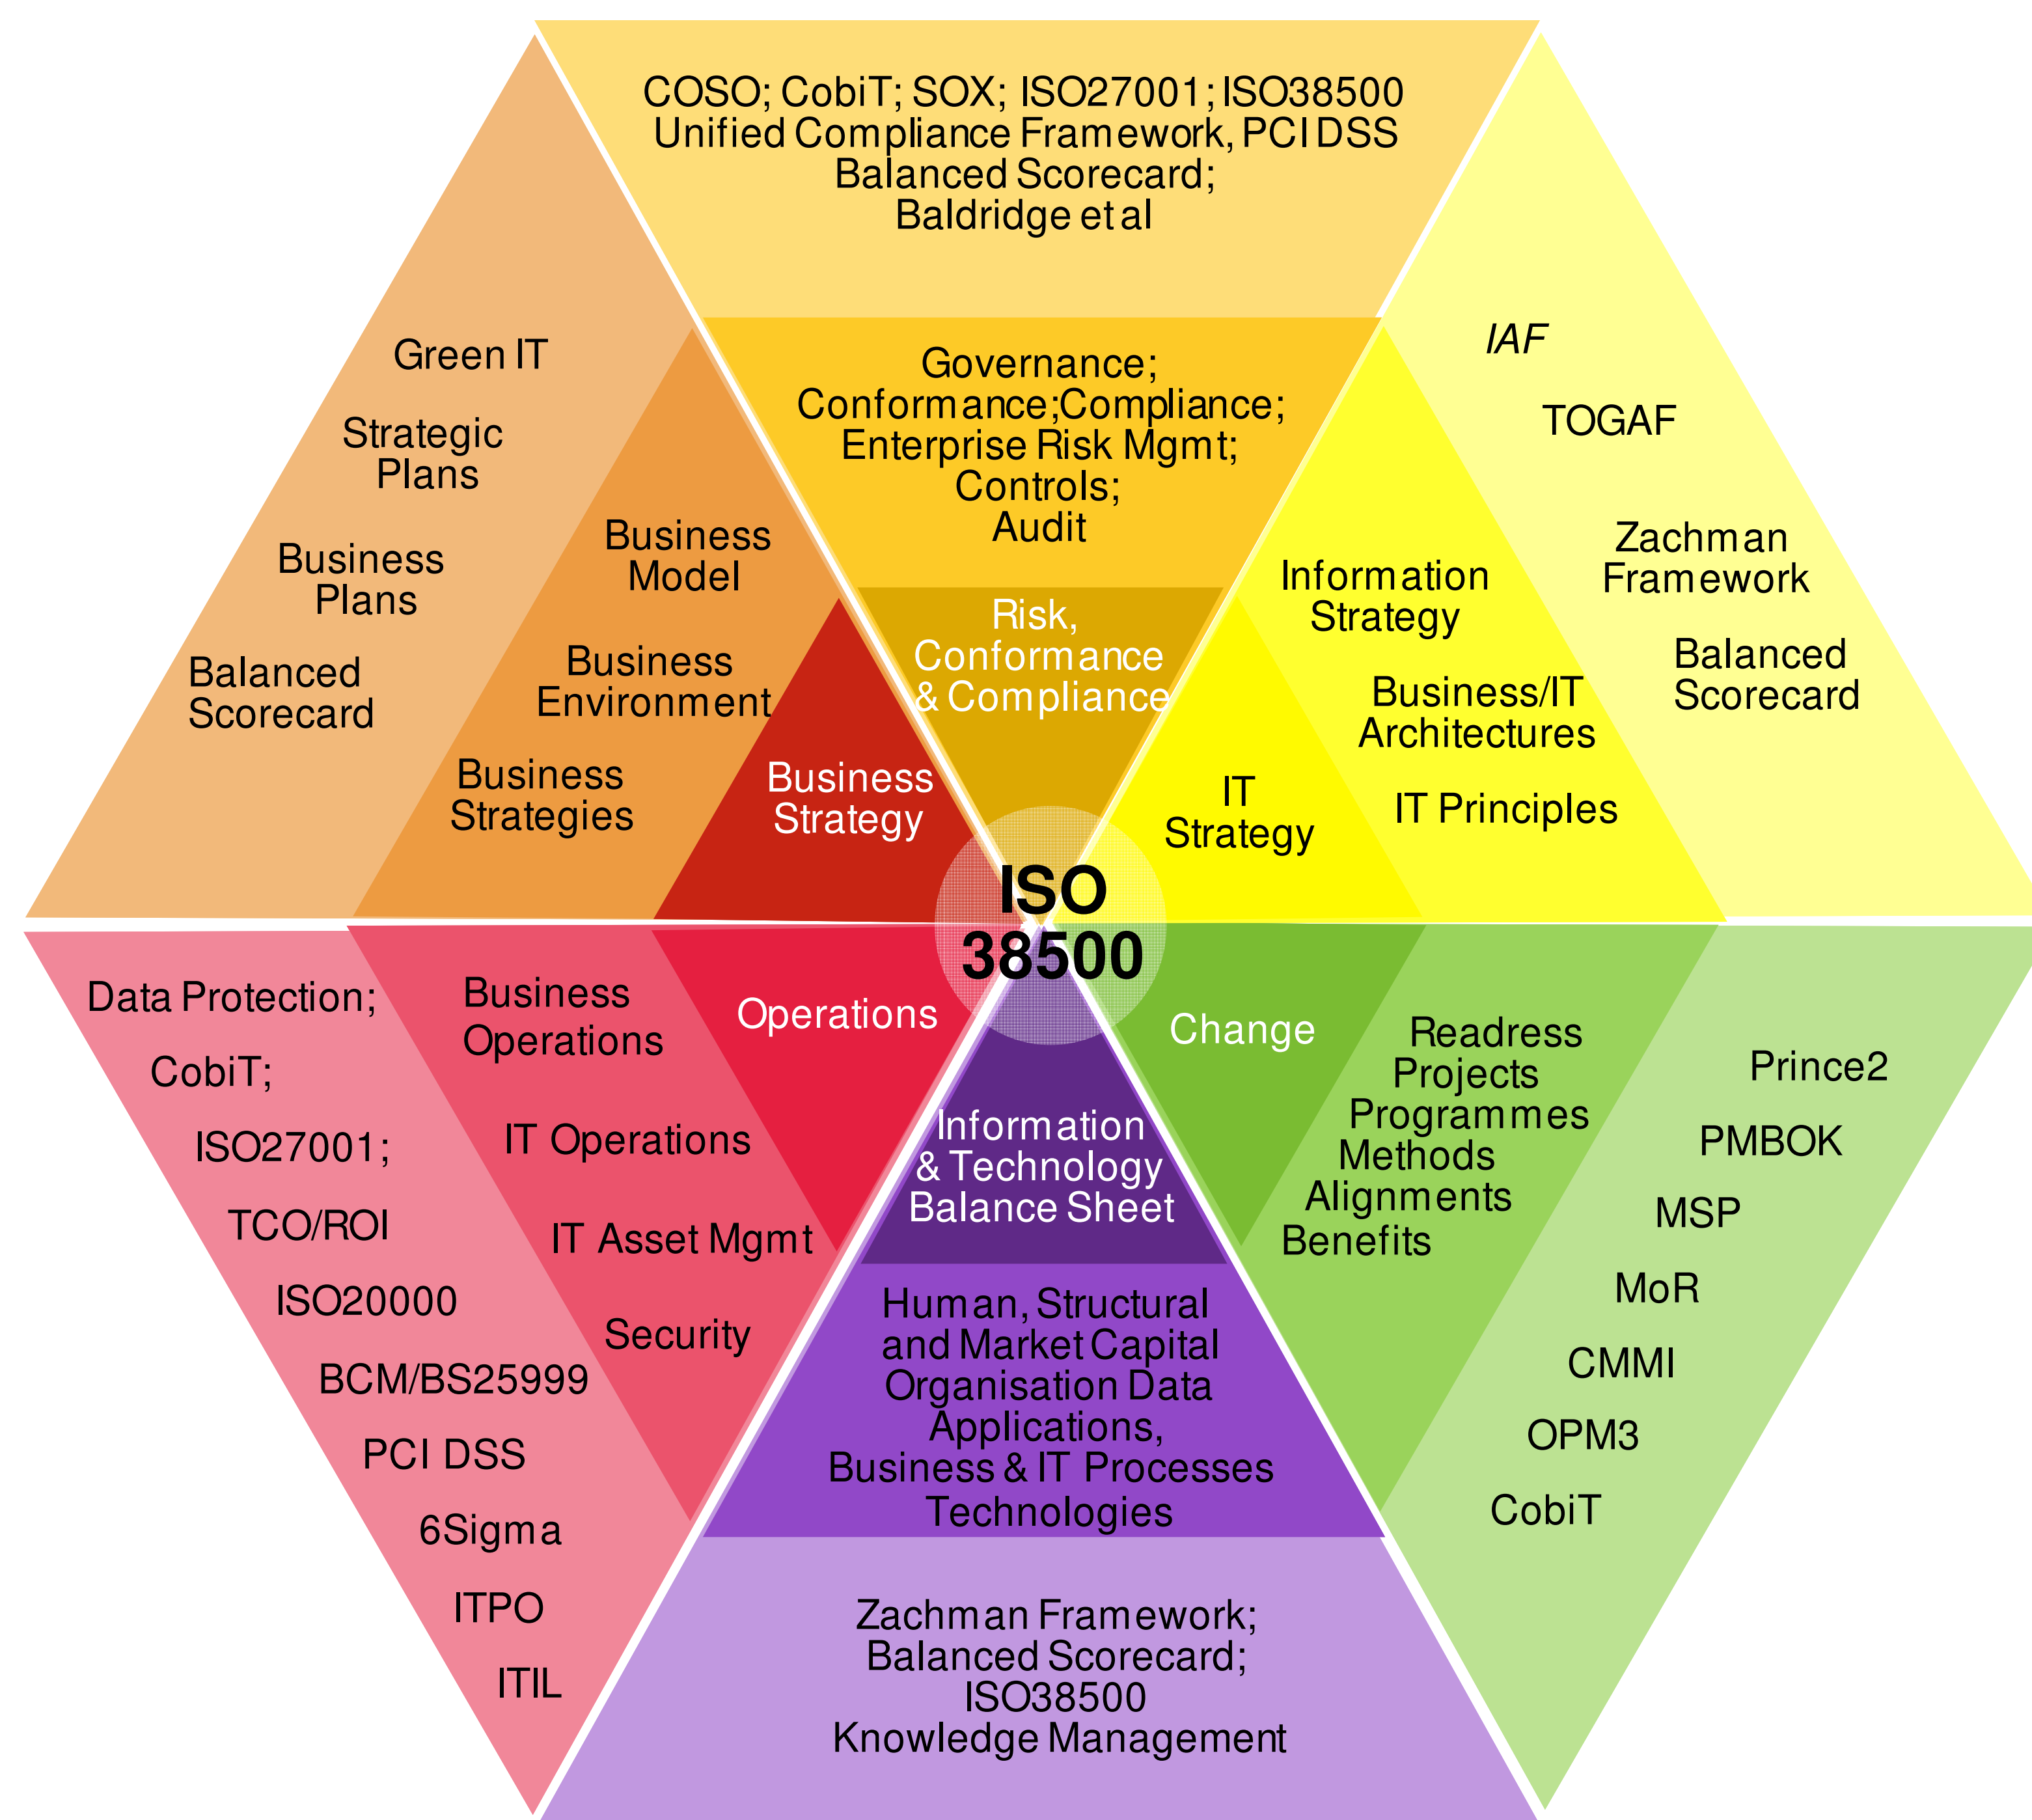 COSO; CobiT; SOX; ISO27001; ISO38500
Unified Compliance Framework, PCI DSS
Balanced Scorecard;
Baldridge et al
Governance;
Conformance;Compliance;
Enterprise Risk Mgmt;
Controls;
Audit
Risk,
Conformance
& Compliance
Green IT
Strategic
Plans
Business
Plans
Balanced
Scorecard
Business
Model
Business
Environment
Business
Strategies
Business
Strategy
IT
Strategy
Information
Strategy
Business/IT
Architectures
IT Principles
IAF
TOGAF
Zachman
Framework
Balanced
Scorecard
ISO
38500
Data Protection;
CobiT;
ISO27001;
TCO/ROI
ISO20000
BCM/BS25999
PCI DSS
6Sigma
ITPO
ITIL
Business
Operations
IT Operations
IT Asset Mgmt
Security
Operations
Information
& Technology
Balance Sheet
Human, Structural
and Market Capital
Organisation Data
Applications,
Business & IT Processes
Technologies
Zachman Framework;
Balanced Scorecard;
ISO38500
Knowledge Management
Change
Readress
Projects
Programmes
Methods
Alignments
Benefits
Prince2
PMBOK
MSP
MoR
CMMI
OPM3
CobiT